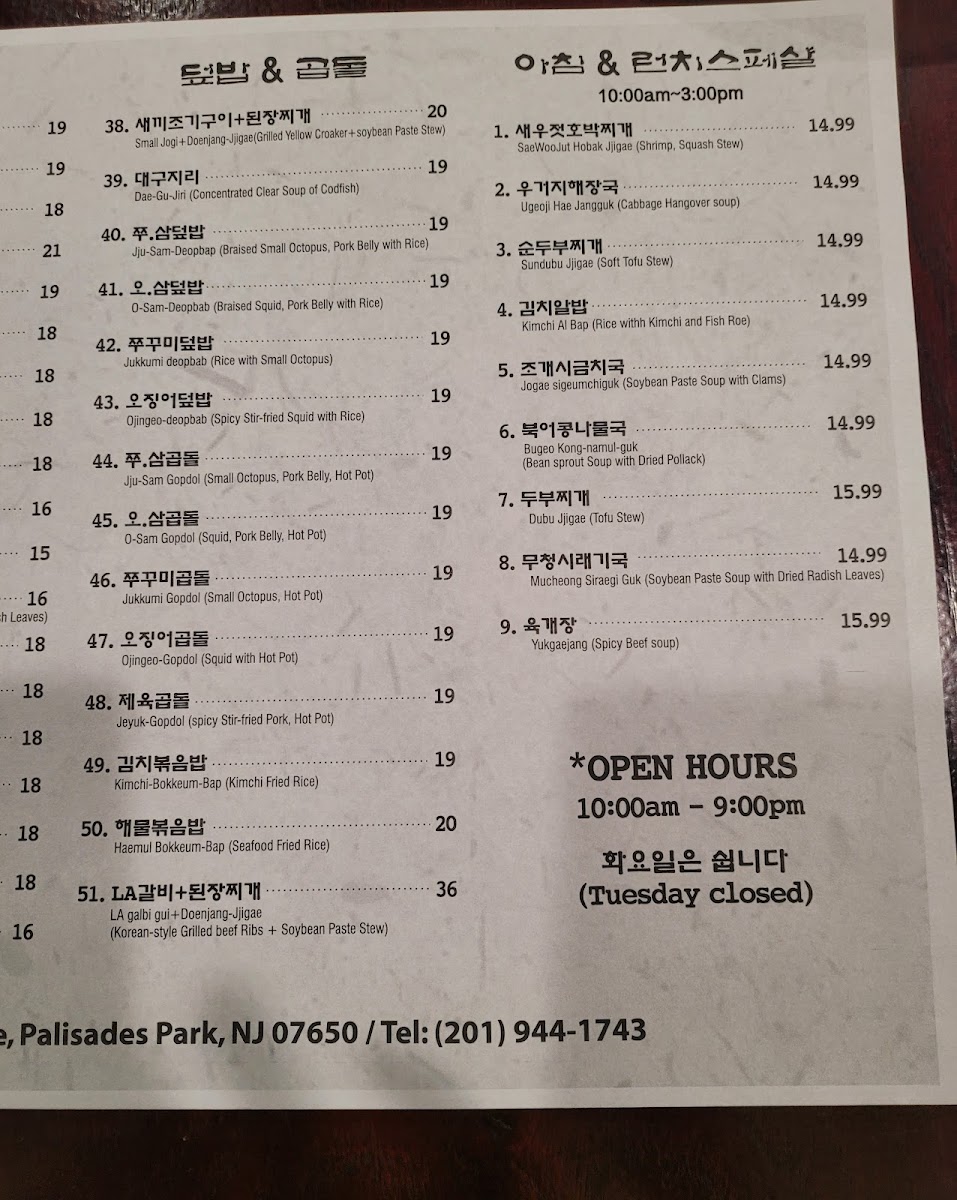 19
19
18
21
19
18
18
18
18
16
15
16
h Leaves)
18
18
18
18
18
18
16
덮밥 & 곱돌
38. 새끼조기구이+된장찌개 20
Small Jogi+Doenjang-Jjigae(Grilled Yellow Croaker+soybean Paste Stew)
39. 대구지리 19
Dae-Gu-Jiri (Concentrated Clear Soup of Codfish)
40. 쭈.삼덮밥 19
Jju-Sam-Deopbap (Braised Small Octopus, Pork Belly with Rice)
41. 오.삼덮밥 19
O-Sam-Deopbab (Braised Squid, Pork Belly with Rice)
42. 쭈꾸미덮밥 19
Jukkumi deopbab (Rice with Small Octopus)
43. 오징어덮밥 19
Ojingeo-deopbab (Spicy Stir-fried Squid with Rice)
44. 쭈.삼곱돌 19
Jju-Sam Gopdol (Small Octopus, Pork Belly, Hot Pot)
45. 오.삼곱돌 19
O-Sam Gopdol (Squid, Pork Belly, Hot Pot)
46. 쭈꾸미곱돌 19
Jukkumi Gopdol (Small Octopus, Hot Pot)
47. 오징어곱돌 19
Ojingeo-Gopdol (Squid with Hot Pot)
48. 제육곱돌 19
Jeyuk-Gopdol (spicy Stir-fried Pork, Hot Pot)
49. 김치볶음밥 19
Kimchi-Bokkeum-Bap (Kimchi Fried Rice)
50. 해물볶음밥 20
Haemul Bokkeum-Bap (Seafood Fried Rice)
51. LA갈비+된장찌개 36
LA galbi gui+Doenjang-Jjigae
(Korean-style Grilled beef Ribs + Soybean Paste Stew)
아침 & 런치스페샬
10:00am~3:00pm
1. 새우젓호박찌개 14.99
SaeWooJut Hobak Jjigae (Shrimp, Squash Stew)
2. 우거지해장국 14.99
Ugeoji Hae Jangguk (Cabbage Hangover soup)
3. 순두부찌개 14.99
Sundubu Jjigae (Soft Tofu Stew)
4. 김치알밥 14.99
Kimchi Al Bap (Rice withh Kimchi and Fish Roe)
5. 조개시금치국 14.99
Jogae sigeumchiguk (Soybean Paste Soup with Clams)
6. 북어콩나물국 14.99
Bugeo Kong-namul-guk
(Bean sprout Soup with Dried Pollack)
7. 두부찌개 15.99
Dubu Jjigae (Tofu Stew)
8. 무청시래기국 14.99
Mucheong Siraegi Guk (Soybean Paste Soup with Dried Radish Leaves)
9. 육개장 15.99
Yukgaejang (Spicy Beef soup)
*OPEN HOURS
10:00am - 9:00pm
화요일은 쉽니다
(Tuesday closed)
e, Palisades Park, NJ 07650 / Tel: (201) 944-1743